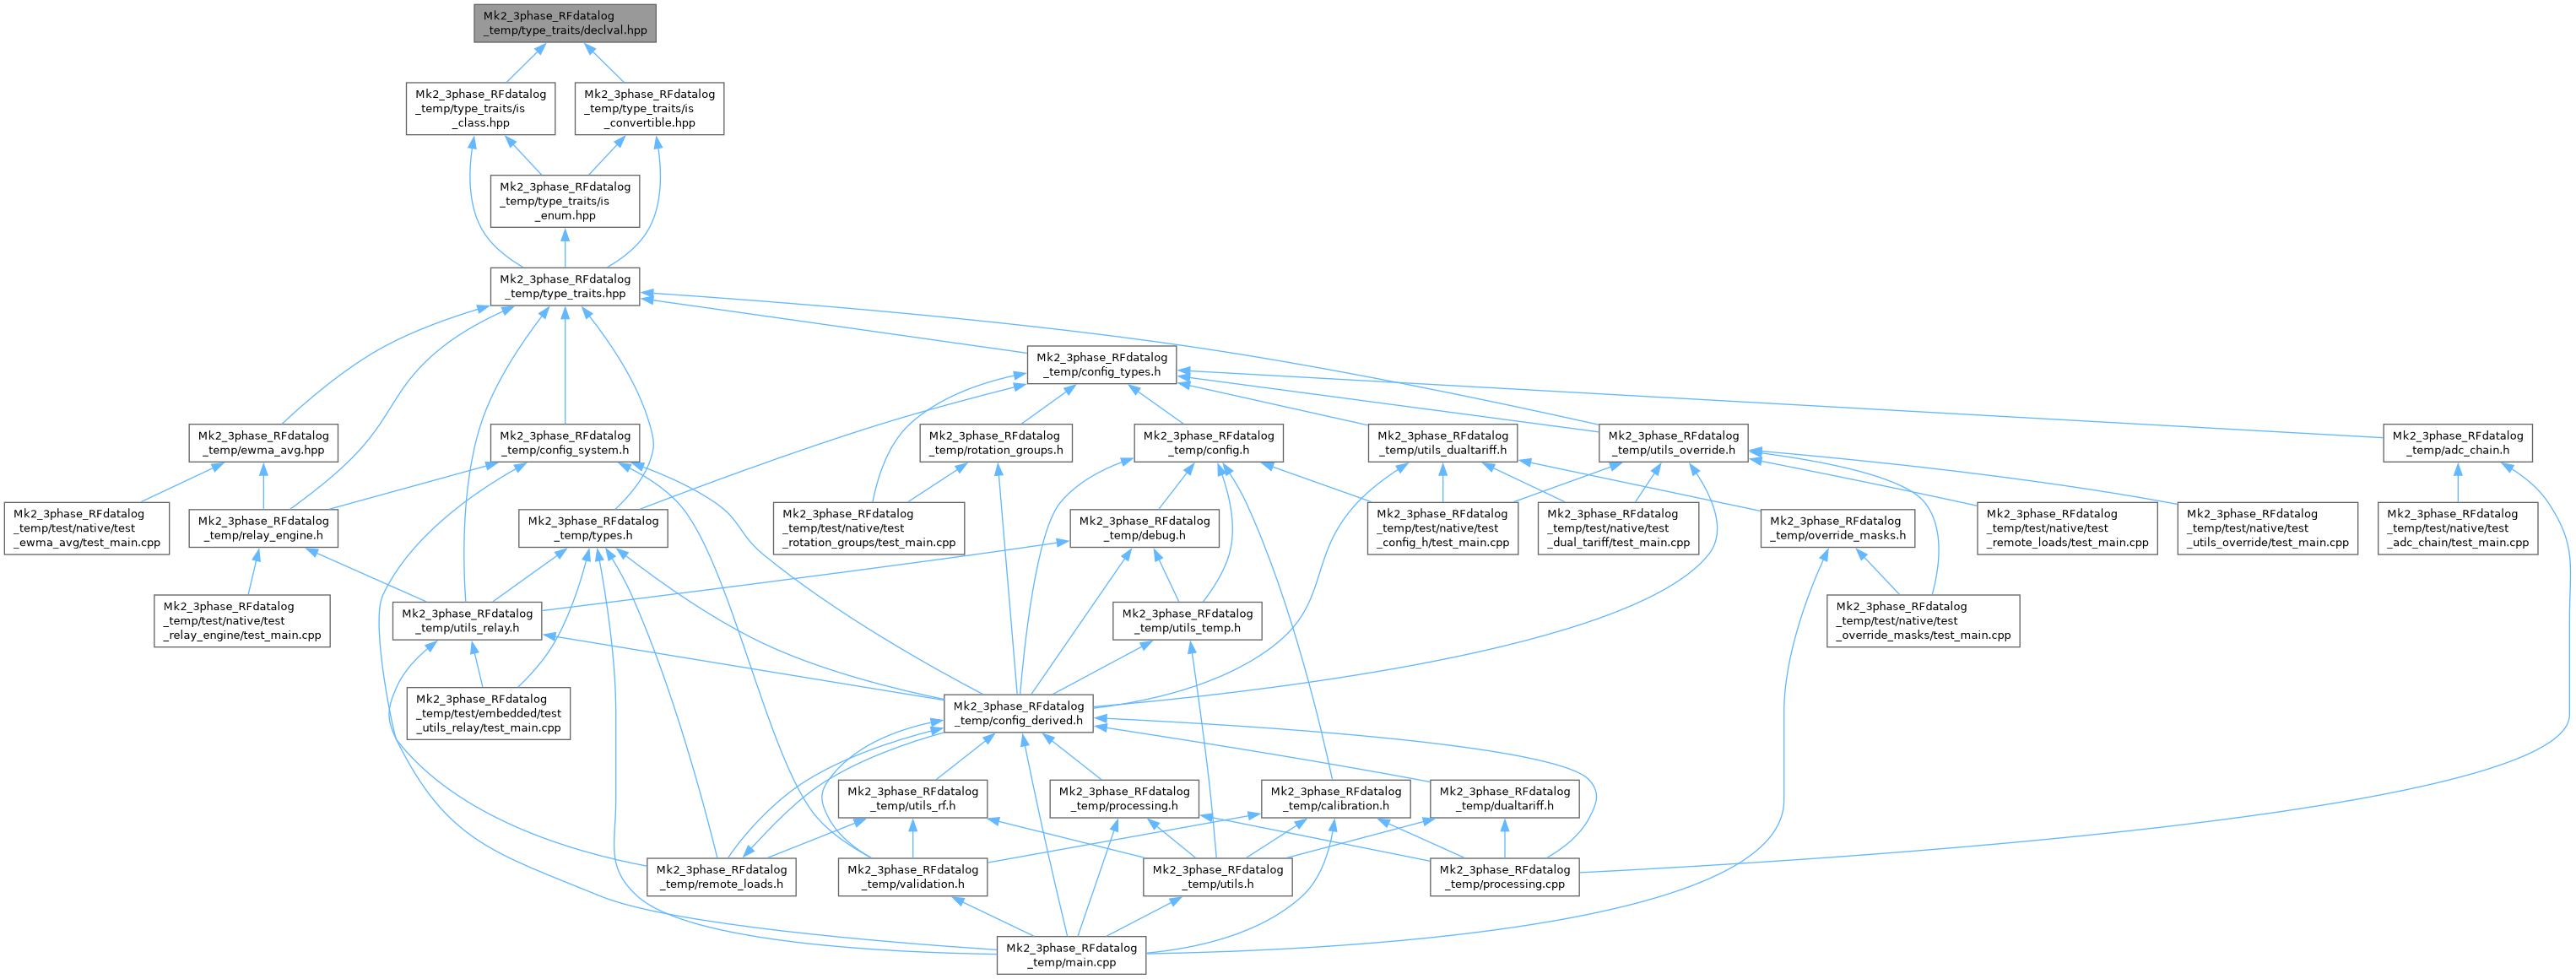 Mk2_3phase_RFdatalog
_temp/type_traits/declval.hpp
Mk2_3phase_RFdatalog
_temp/type_traits/is
_class.hpp
Mk2_3phase_RFdatalog
_temp/type_traits/is
_convertible.hpp
Mk2_3phase_RFdatalog
_temp/type_traits/is
_enum.hpp
Mk2_3phase_RFdatalog
_temp/type_traits.hpp
Mk2_3phase_RFdatalog
_temp/config_types.h
Mk2_3phase_RFdatalog
_temp/ewma_avg.hpp
Mk2_3phase_RFdatalog
_temp/config_system.h
Mk2_3phase_RFdatalog
_temp/rotation_groups.h
Mk2_3phase_RFdatalog
_temp/config.h
Mk2_3phase_RFdatalog
_temp/utils_dualtariff.h
Mk2_3phase_RFdatalog
_temp/utils_override.h
Mk2_3phase_RFdatalog
_temp/adc_chain.h
Mk2_3phase_RFdatalog
_temp/test/native/test
_ewma_avg/test_main.cpp
Mk2_3phase_RFdatalog
_temp/relay_engine.h
Mk2_3phase_RFdatalog
_temp/types.h
Mk2_3phase_RFdatalog
_temp/test/native/test
_rotation_groups/test_main.cpp
Mk2_3phase_RFdatalog
_temp/debug.h
Mk2_3phase_RFdatalog
_temp/test/native/test
_config_h/test_main.cpp
Mk2_3phase_RFdatalog
_temp/test/native/test
_dual_tariff/test_main.cpp
Mk2_3phase_RFdatalog
_temp/override_masks.h
Mk2_3phase_RFdatalog
_temp/test/native/test
_remote_loads/test_main.cpp
Mk2_3phase_RFdatalog
_temp/test/native/test
_utils_override/test_main.cpp
Mk2_3phase_RFdatalog
_temp/test/native/test
_adc_chain/test_main.cpp
Mk2_3phase_RFdatalog
_temp/test/native/test
_relay_engine/test_main.cpp
Mk2_3phase_RFdatalog
_temp/utils_relay.h
Mk2_3phase_RFdatalog
_temp/utils_temp.h
Mk2_3phase_RFdatalog
_temp/test/native/test
_override_masks/test_main.cpp
Mk2_3phase_RFdatalog
_temp/test/embedded/test
_utils_relay/test_main.cpp
Mk2_3phase_RFdatalog
_temp/config_derived.h
Mk2_3phase_RFdatalog
_temp/utils_rf.h
Mk2_3phase_RFdatalog
_temp/processing.h
Mk2_3phase_RFdatalog
_temp/calibration.h
Mk2_3phase_RFdatalog
_temp/dualtariff.h
Mk2_3phase_RFdatalog
_temp/remote_loads.h
Mk2_3phase_RFdatalog
_temp/validation.h
Mk2_3phase_RFdatalog
_temp/utils.h
Mk2_3phase_RFdatalog
_temp/processing.cpp
Mk2_3phase_RFdatalog
_temp/main.cpp